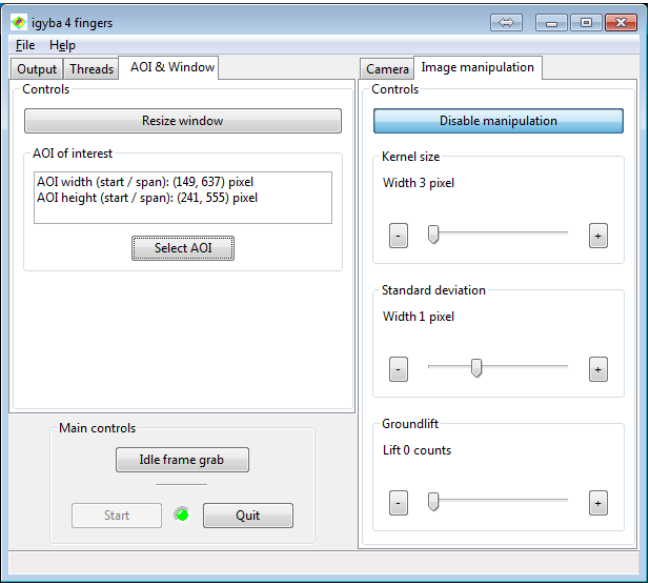 igyba 4 fingers
File Help
Output Threads AOI & Window
Controls
Resize window
AOI of interest
AOI width (start / span): (149, 637) pixel
AOI height (start / span): (241, 555) pixel
Select AOI
Main controls
Idle frame grab
Start Quit
Camera Image manipulation
Controls
Disable manipulation
Kernel size
Width 3 pixel
- +
Standard deviation
Width 1 pixel
- +
Groundlift
Lift 0 counts
- +